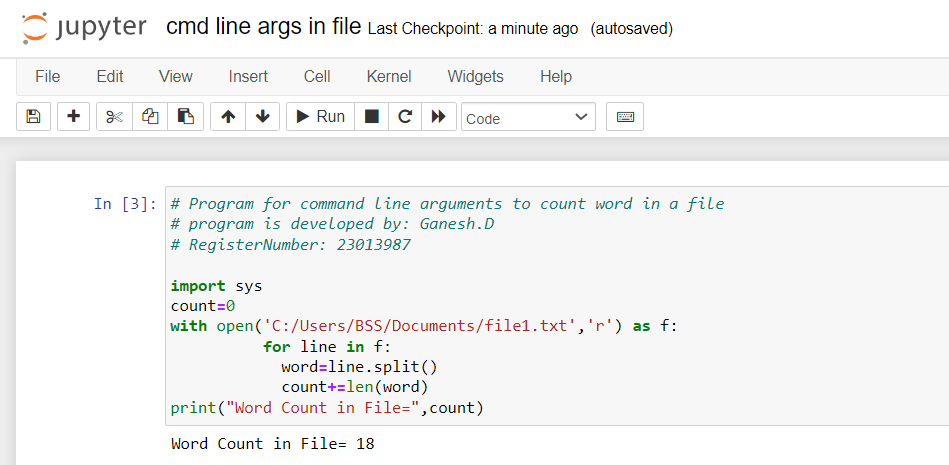 jupyter cmd line args in file Last Checkpoint: a minute ago (autosaved)
File Edit View Insert Cell Kernel Widgets Help
Run Code
In [3]: # Program for command line arguments to count word in a file
# program is developed by: Ganesh.D
# RegisterNumber: 23013987
import sys
count=0
with open('C:/Users/BSS/Documents/file1.txt','r') as f:
for line in f:
word=line.split()
count+=len(word)
print("Word Count in File=",count)
Word Count in File= 18